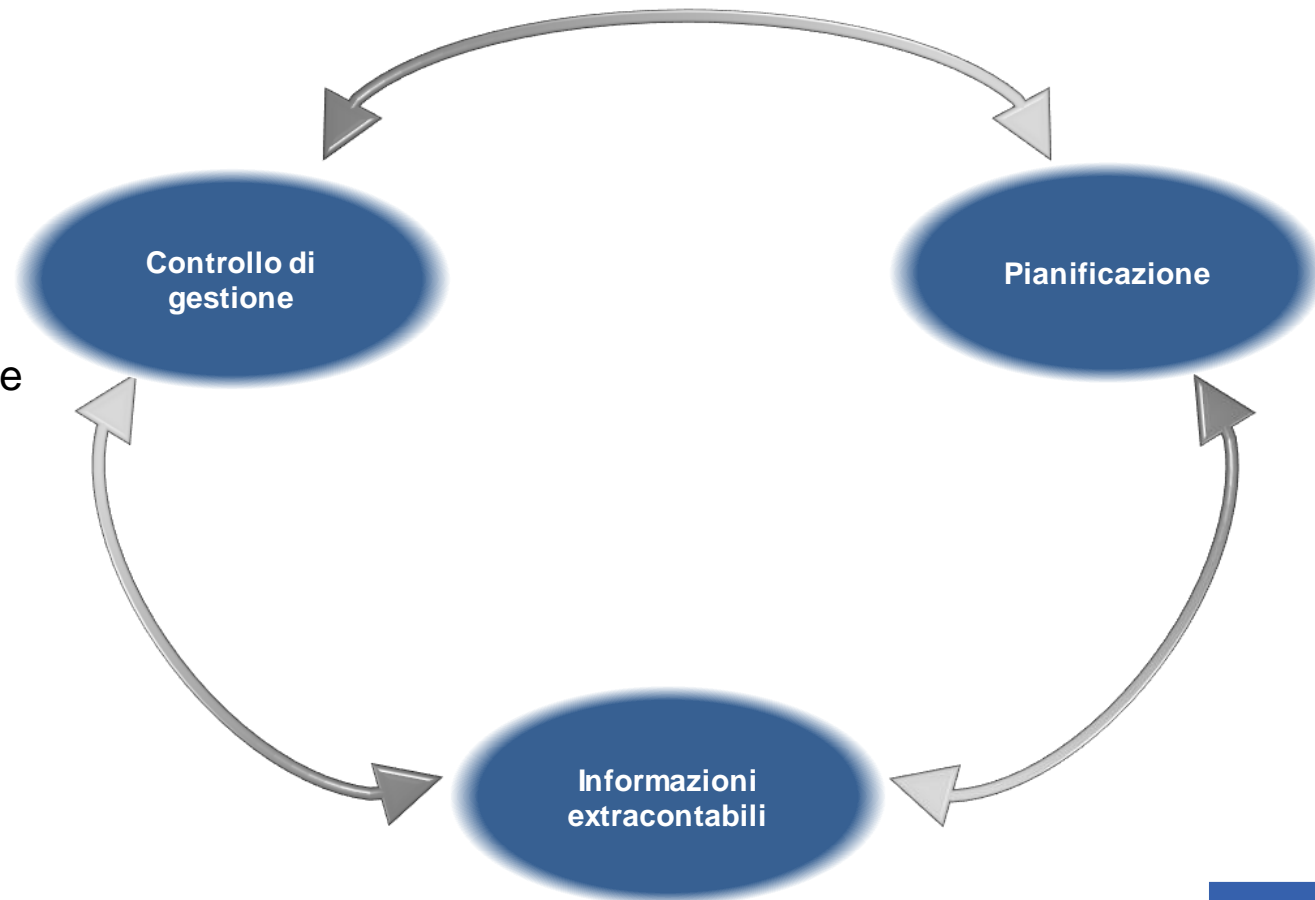 Controllo di
gestione
Pianificazione
e
Informazioni
extracontabili